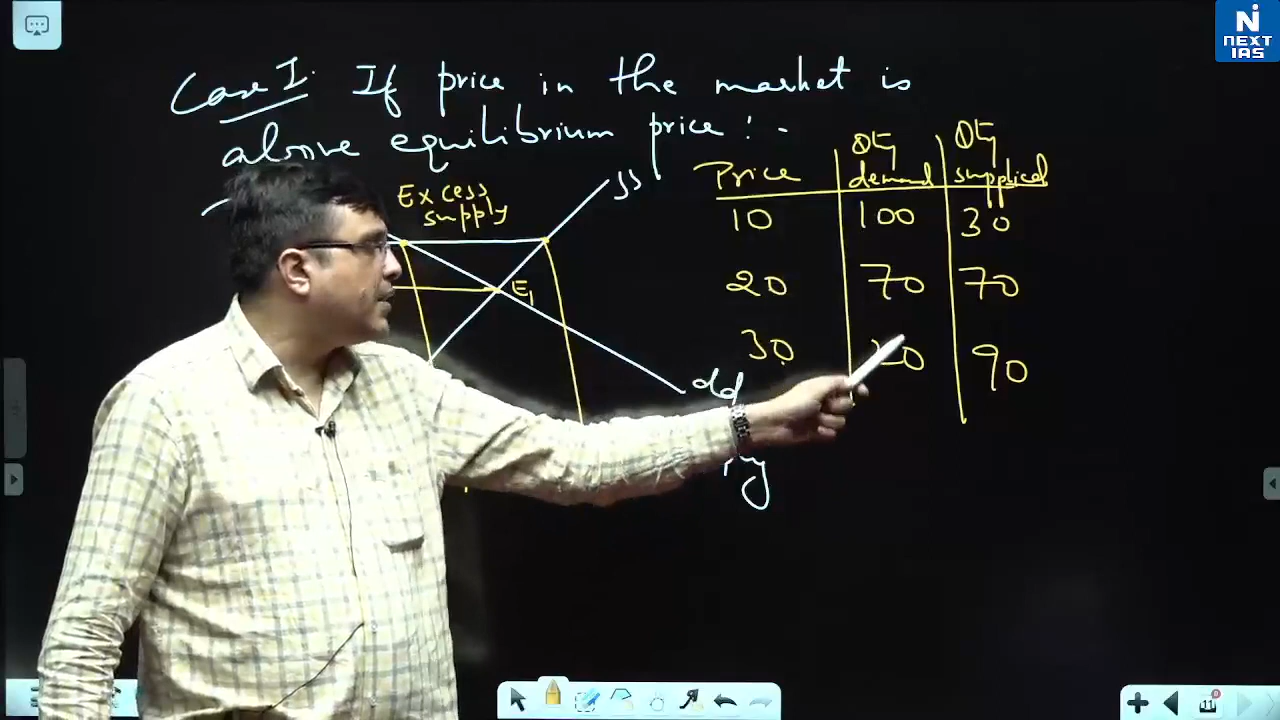 Case I. If price in the market is
above equilibrium price :-
Excess
supply
ss
E1
dd
Price
Qty
demand
Qty
supplied
10 100 30
20 70 70
30 90
NEXT
IAS